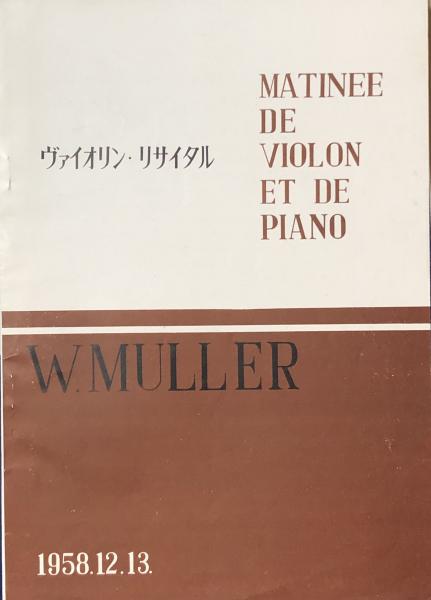 MATINEE
DE
VIOLON
ET DE
PIANO
ヴァイオリン・リサイタル
W.MULLER
1958.12.13.